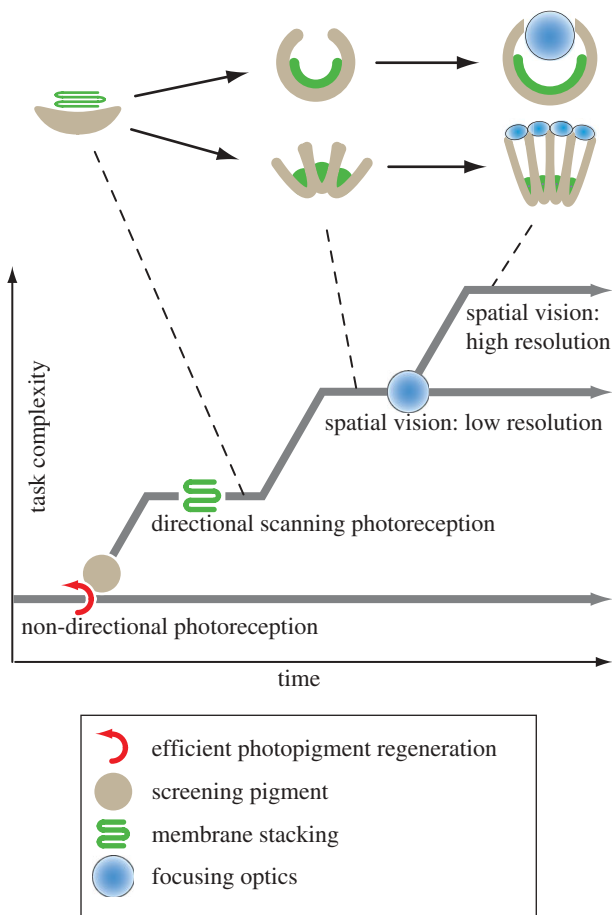 spatial vision:
high resolution
task complexity
spatial vision: low resolution
directional scanning photoreception
non-directional photoreception
time
efficient photopigment regeneration
screening pigment
membrane stacking
focusing optics